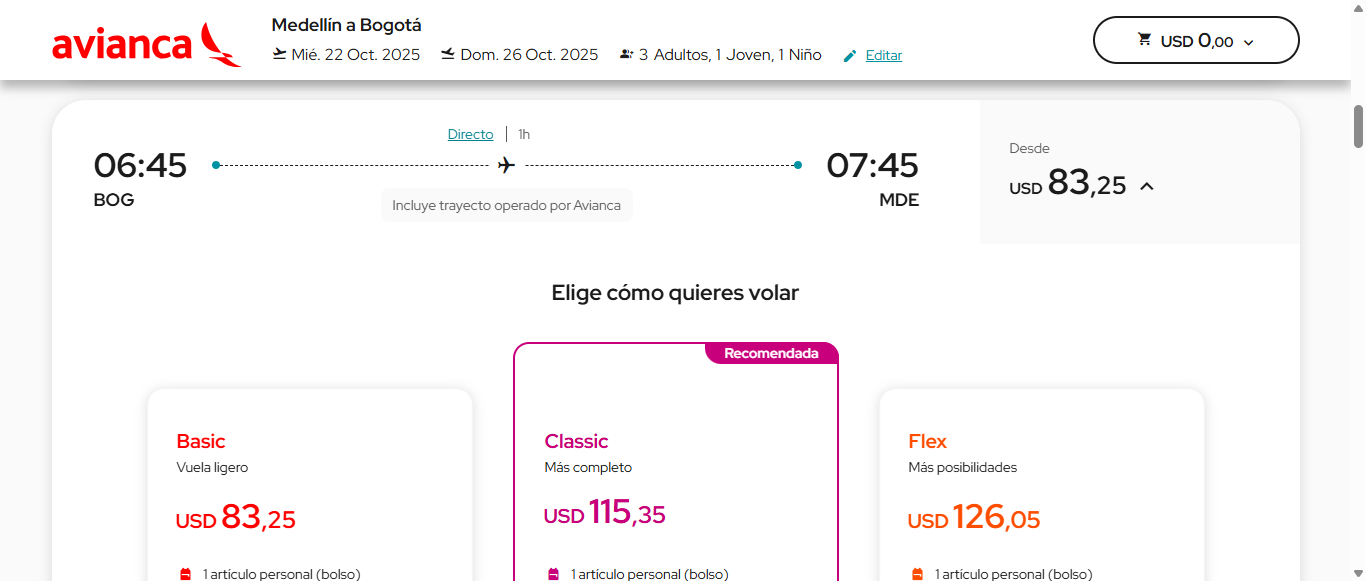 avianca
Medellín a Bogotá
Mié. 22 Oct. 2025 Dom. 26 Oct. 2025 3 Adultos, 1 Joven, 1 Niño Editar
USD 0,00
Directo 1h
06:45 07:45
BOG MDE
Incluye trayecto operado por Avianca
Desde
USD 83,25
Elige cómo quieres volar
Basic
Vuela ligero
USD 83,25
1 artículo personal (bolso)
Recomendada
Classic
Más completo
USD 115,35
1 artículo personal (bolso)
Flex
Más posibilidades
USD 126,05
1 artículo personal (bolso)